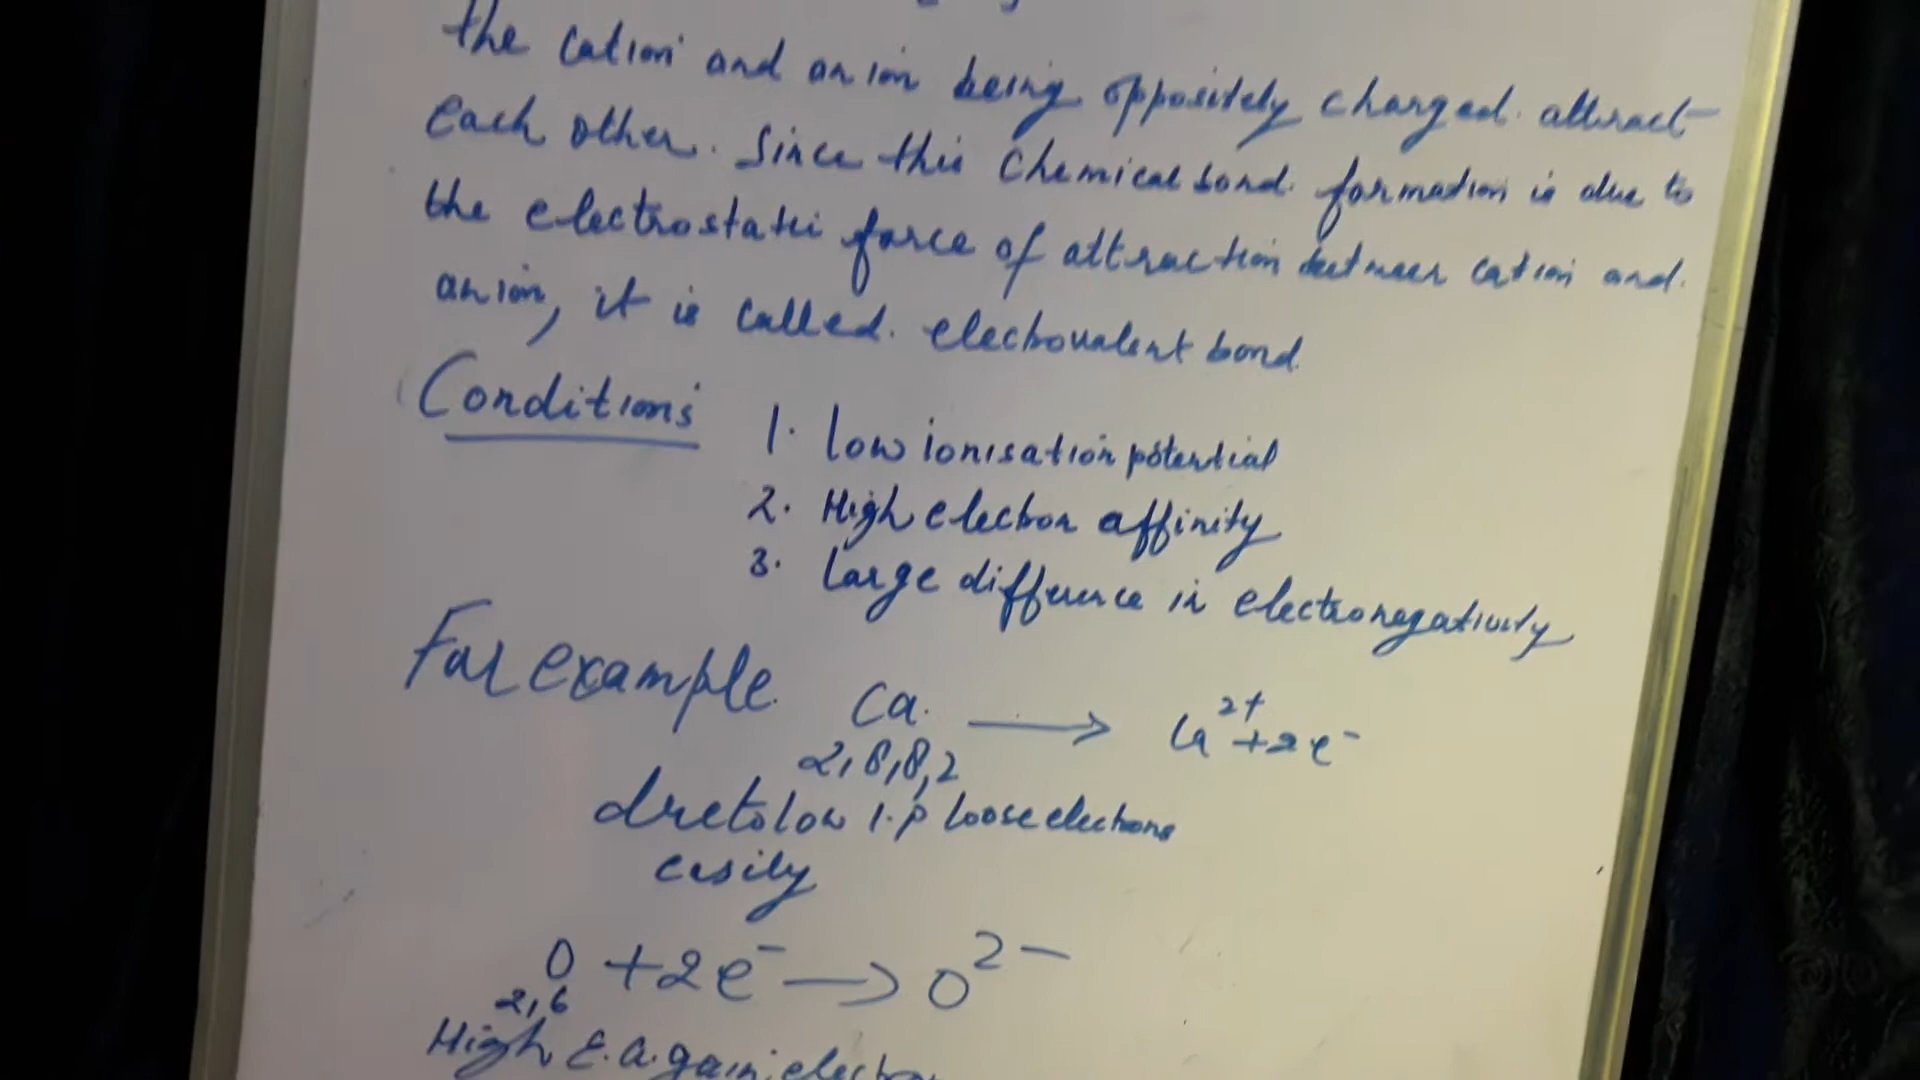 the cation and anion being oppositely charged attract
each other. Since this chemical bond formation is due to
the electrostatic force of attraction between cation and
anion, it is called electrovalent bond
Conditions
1. low ionisation potential
2. High electron affinity
3. Large difference in electronegativity
For example Ca → Ca²⁺ + 2e⁻
2,8,8,2
due to low I.P loose electrons
easily
O + 2e⁻ → O²⁻
2,6
High E.A. gain